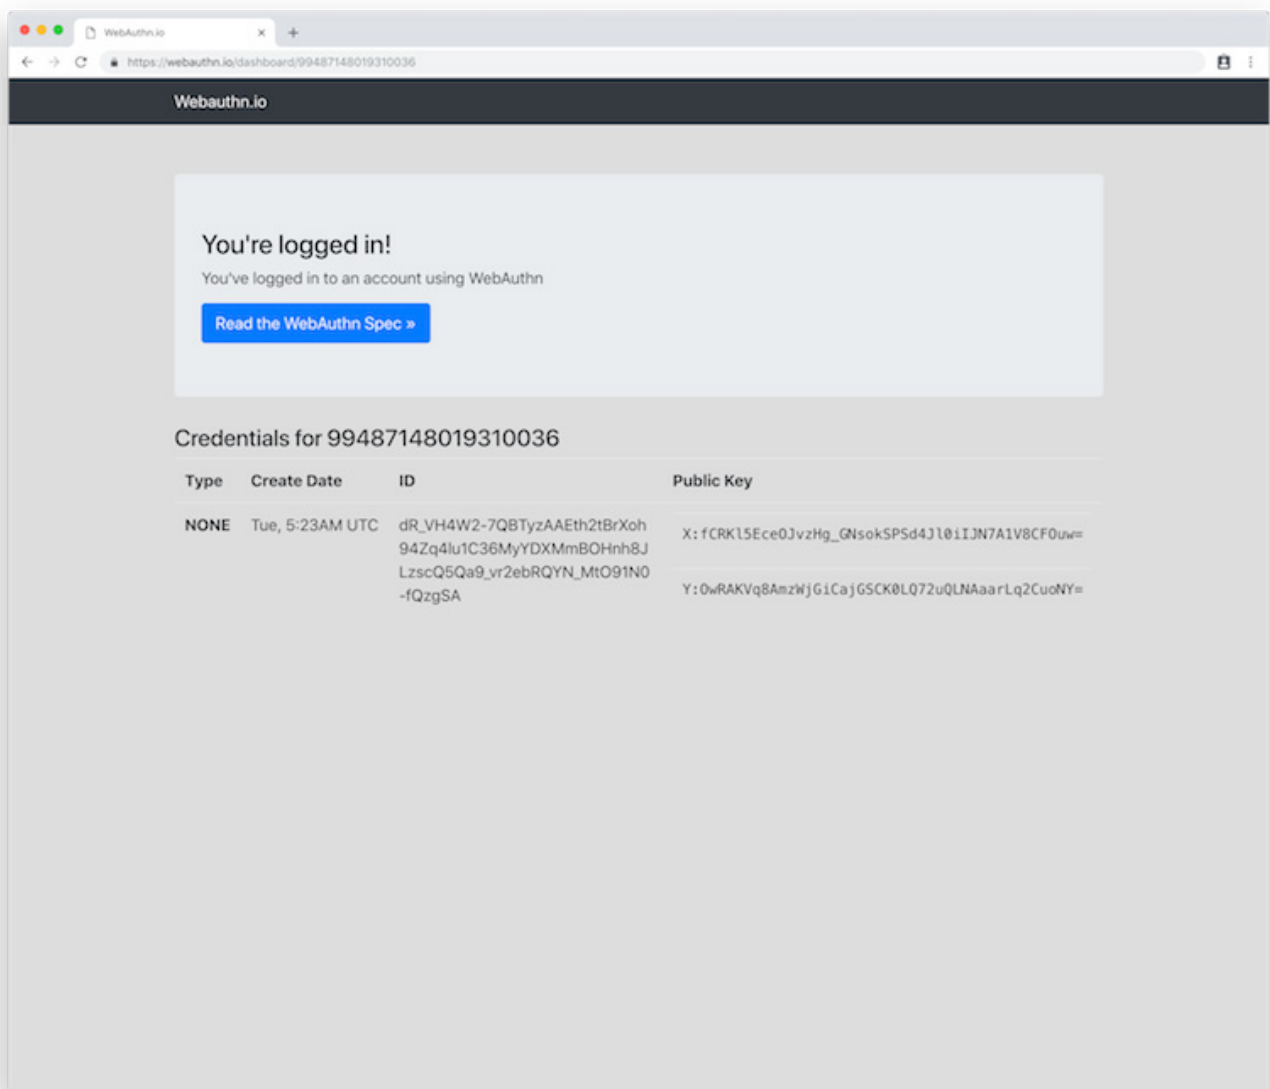 WebAuthn.io
https://webauthn.io/dashboard/99487148019310036
Webauthn.io
You're logged in!
You've logged in to an account using WebAuthn
Read the WebAuthn Spec »
Credentials for 99487148019310036
Type Create Date ID Public Key
NONE Tue, 5:23AM UTC dR_VH4W2-7QBTyzAAEth2tBrXoh
94Zq4lu1C36MyYDXMmBOHnh8J
LzscQ5Qa9_vr2ebRQYN_MtO91N0
-fQzgSA
X:fCRKl5EceOJvzHg_GNsokSPSd4Jl0iIJN7A1V8CFOuw=
Y:OwRAKVq8AmzWjGiCajGSCK0LQ72uQLNAaarLq2CuoNY=